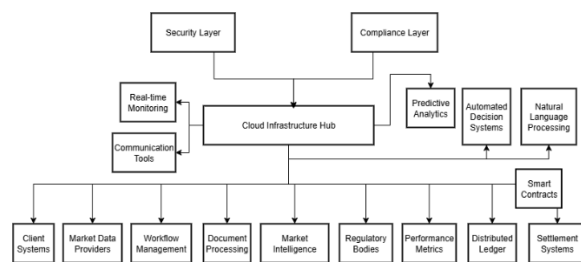 Security Layer
Compliance Layer
Real-time
Monitoring
Cloud Infrastructure Hub
Communication
Tools
Predictive
Analytics
Automated
Decision
Systems
Natural
Language
Processing
Smart
Contracts
Client
Systems
Market Data
Providers
Workflow
Management
Document
Processing
Market
Intelligence
Regulatory
Bodies
Performance
Metrics
Distributed
Ledger
Settlement
Systems